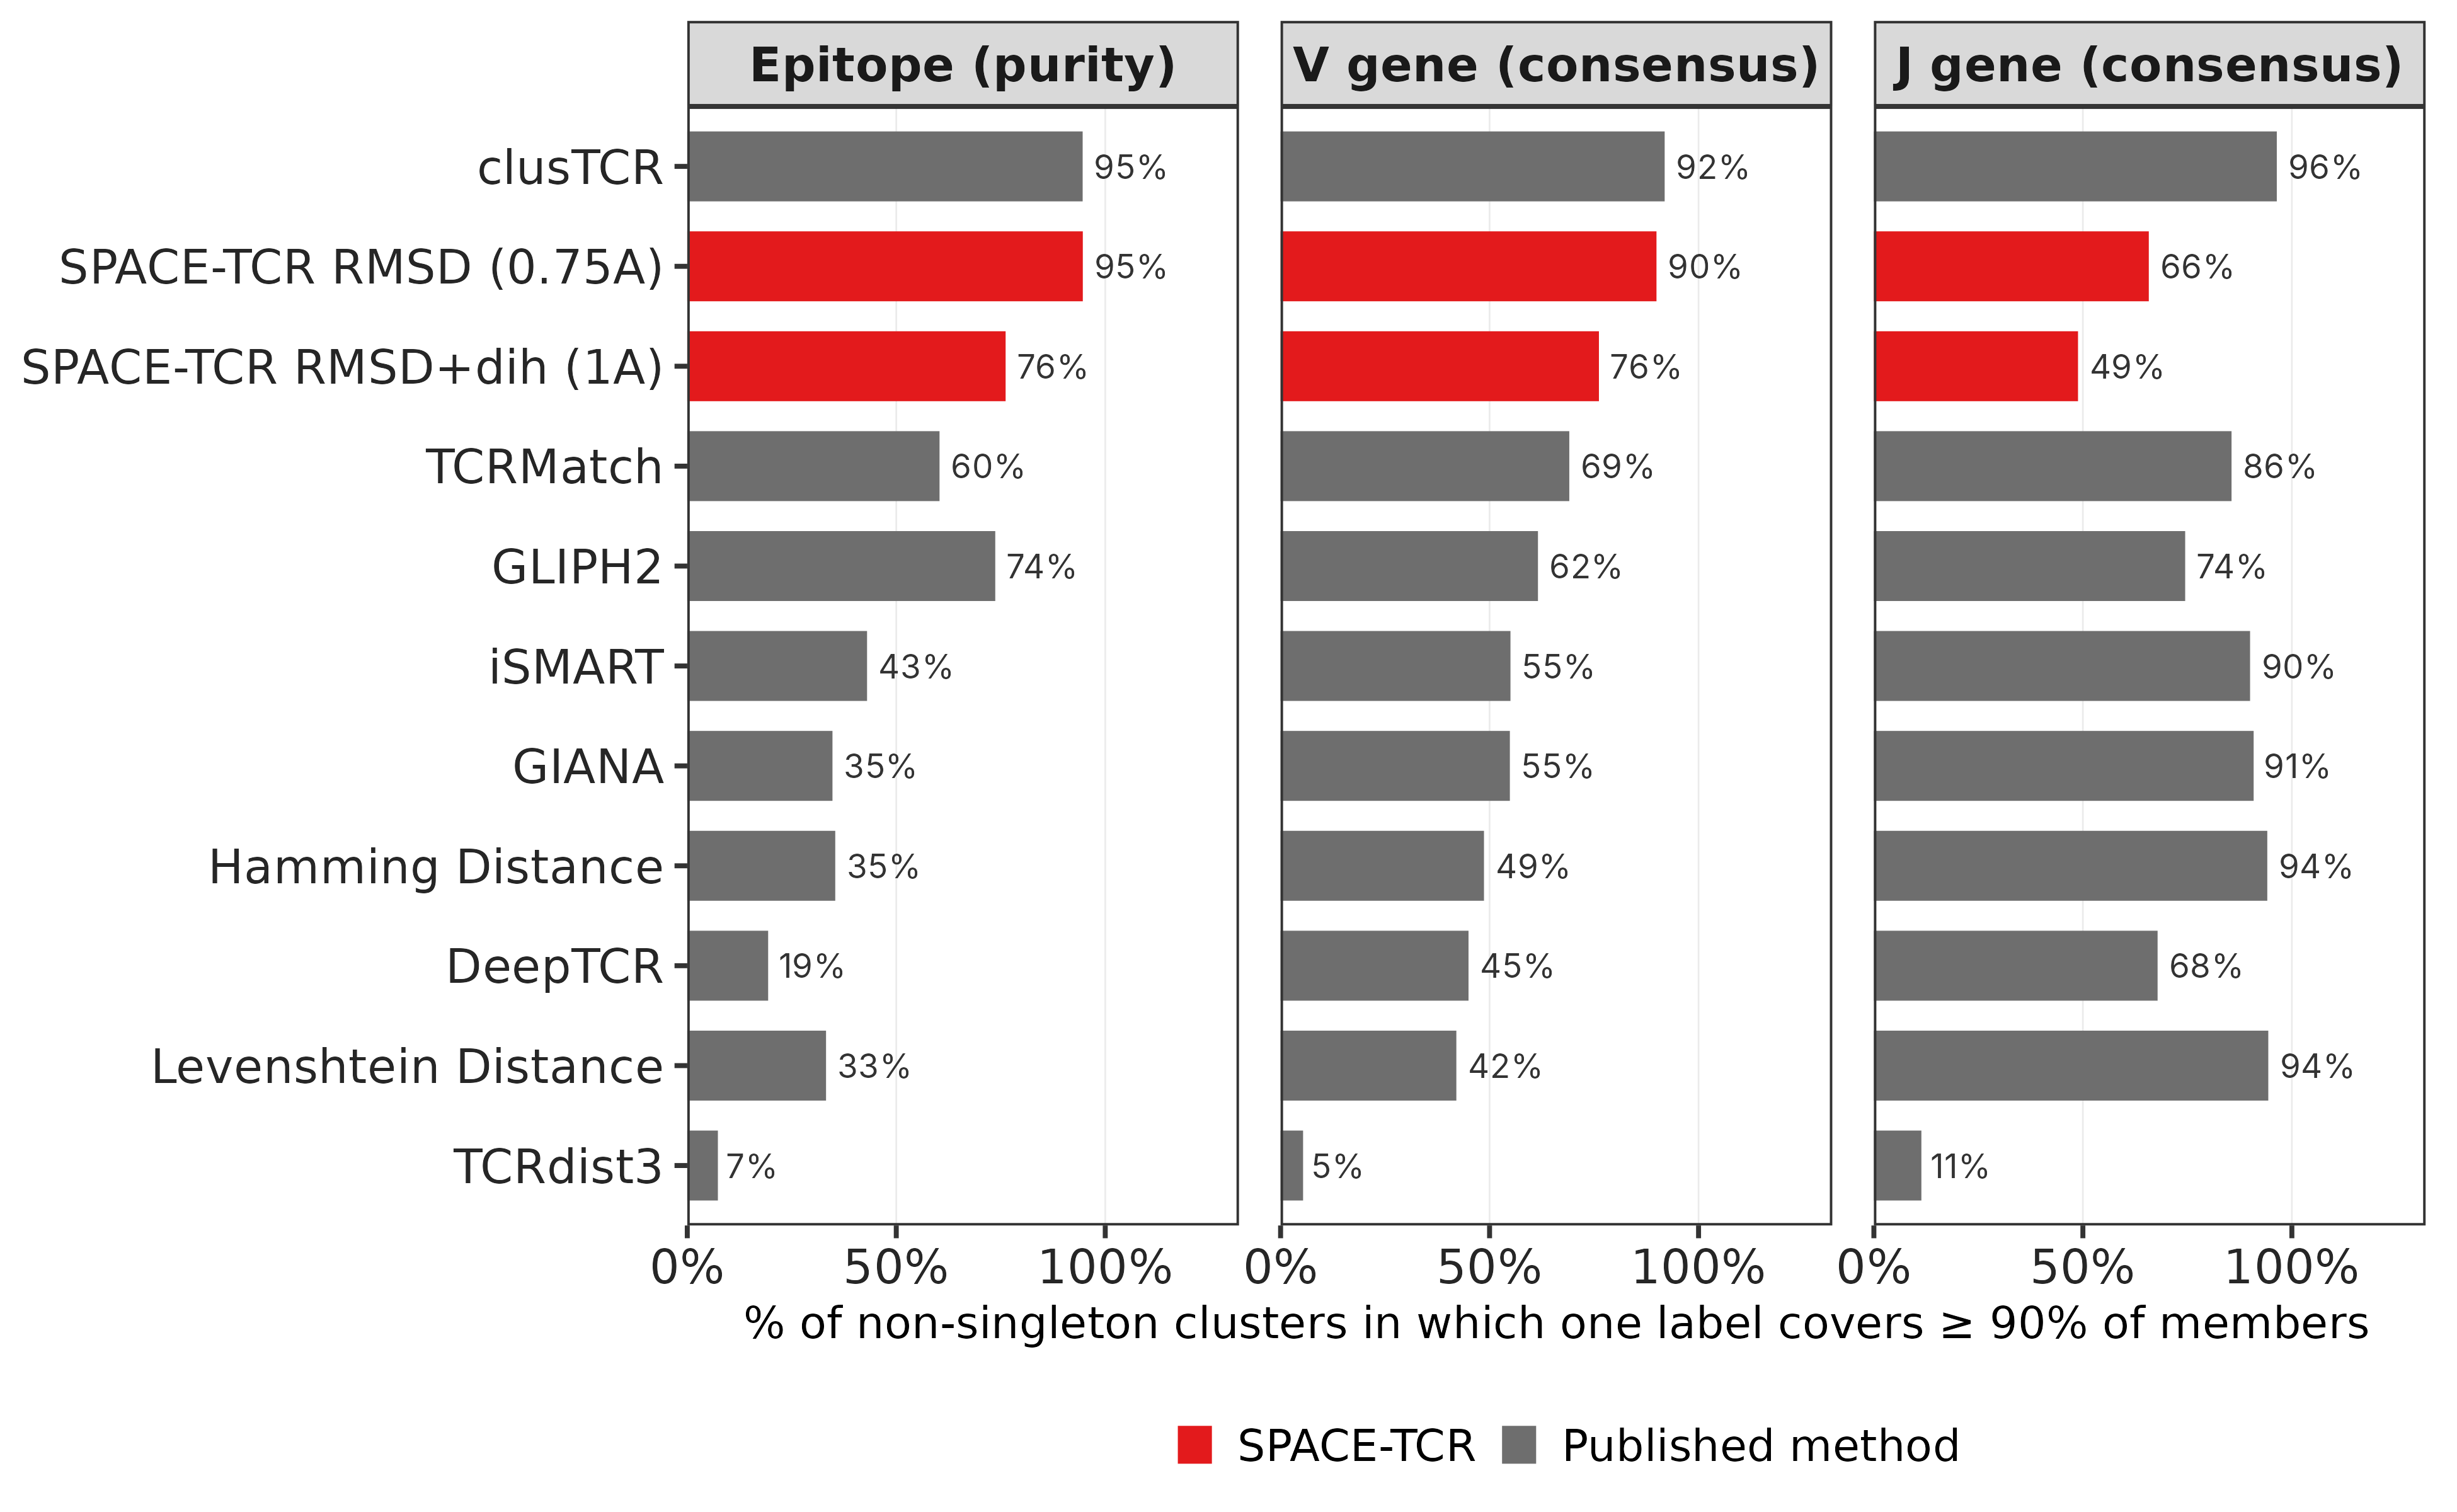 Epitope (purity) V gene (consensus) J gene (consensus)
clusTCR 95% 92% 96%
SPACE-TCR RMSD (0.75A) 95% 90% 66%
SPACE-TCR RMSD+dih (1A) 76% 76% 49%
TCRMatch 60% 69% 86%
GLIPH2 74% 62% 74%
iSMART 43% 55% 90%
GIANA 35% 55% 91%
Hamming Distance 35% 49% 94%
DeepTCR 19% 45% 68%
Levenshtein Distance 33% 42% 94%
TCRdist3 7% 5% 11%
0% 50% 100% 0% 50% 100% 0% 50% 100%
% of non-singleton clusters in which one label covers ≥ 90% of members
SPACE-TCR Published method